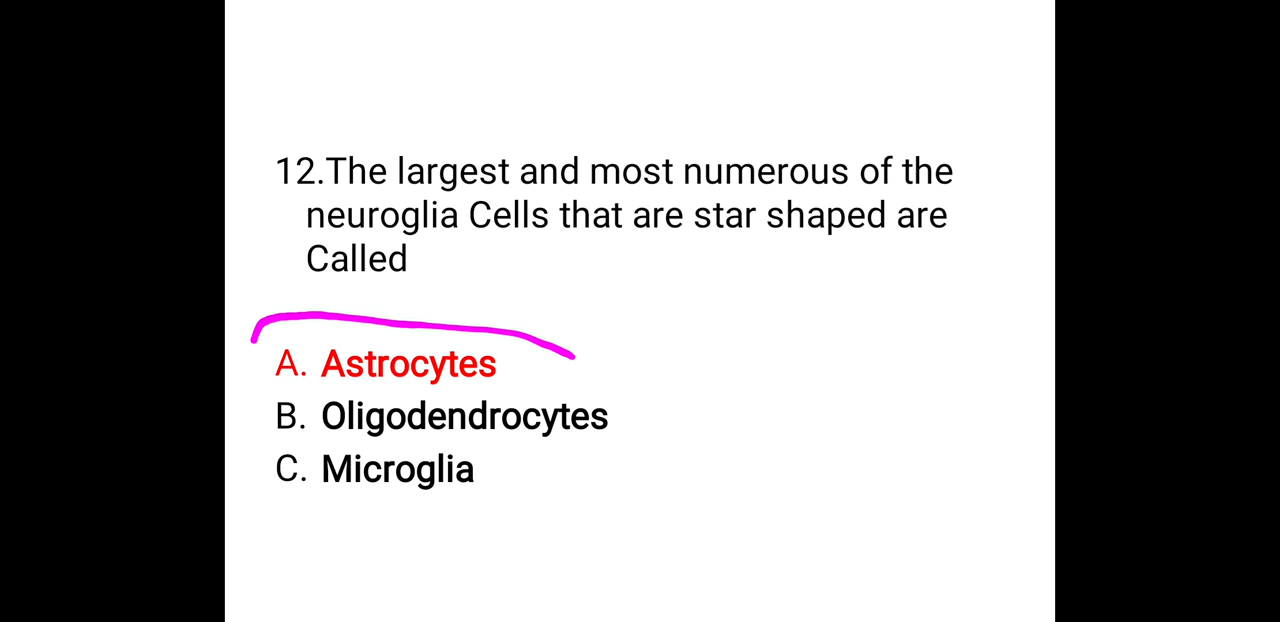 12.The largest and most numerous of the
neuroglia Cells that are star shaped are
Called
A. Astrocytes
B. Oligodendrocytes
C. Microglia